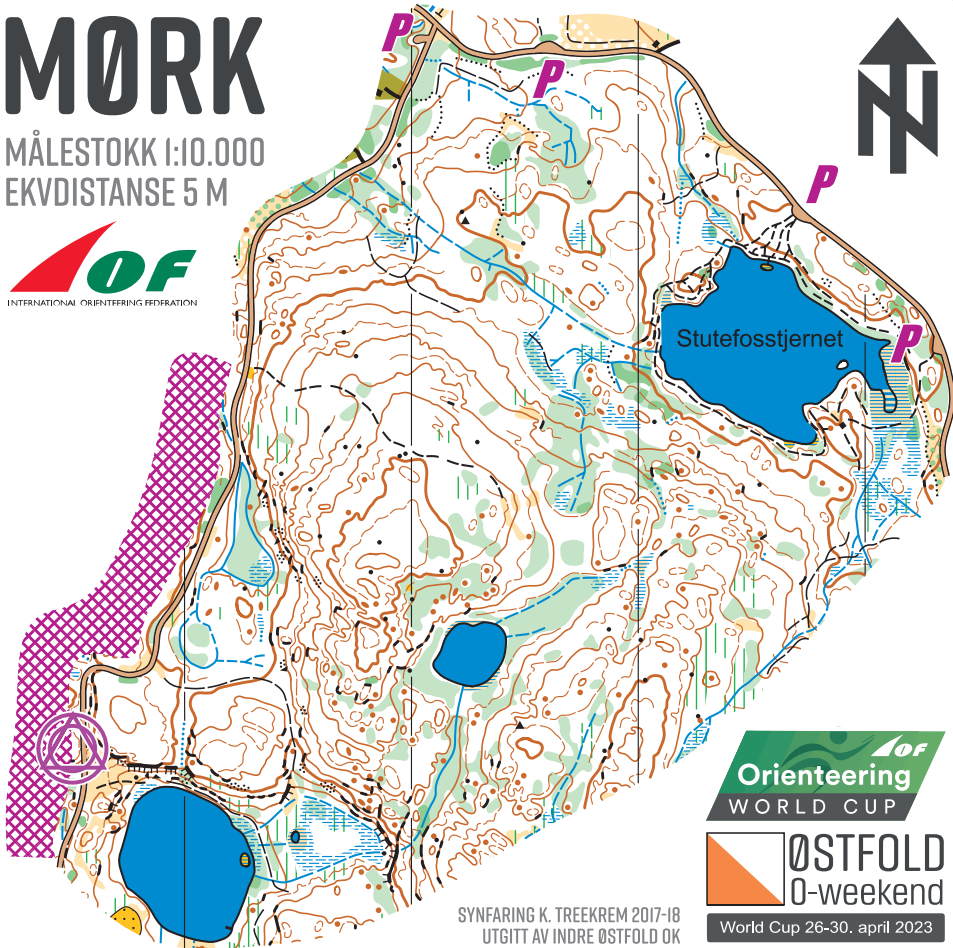 MØRK
MÅLESTOKK 1:10.000
EKVDISTANSE 5 M
IOF
INTERNATIONAL ORIENTEERING FEDERATION
P
P
P
P
N
Stutefosstjernet
IOF
Orienteering
WORLD CUP
ØSTFOLD
O-weekend
World Cup 26-30. april 2023
SYNFARING K. TREEKREM 2017-18
UTGITT AV INDRE ØSTFOLD OK